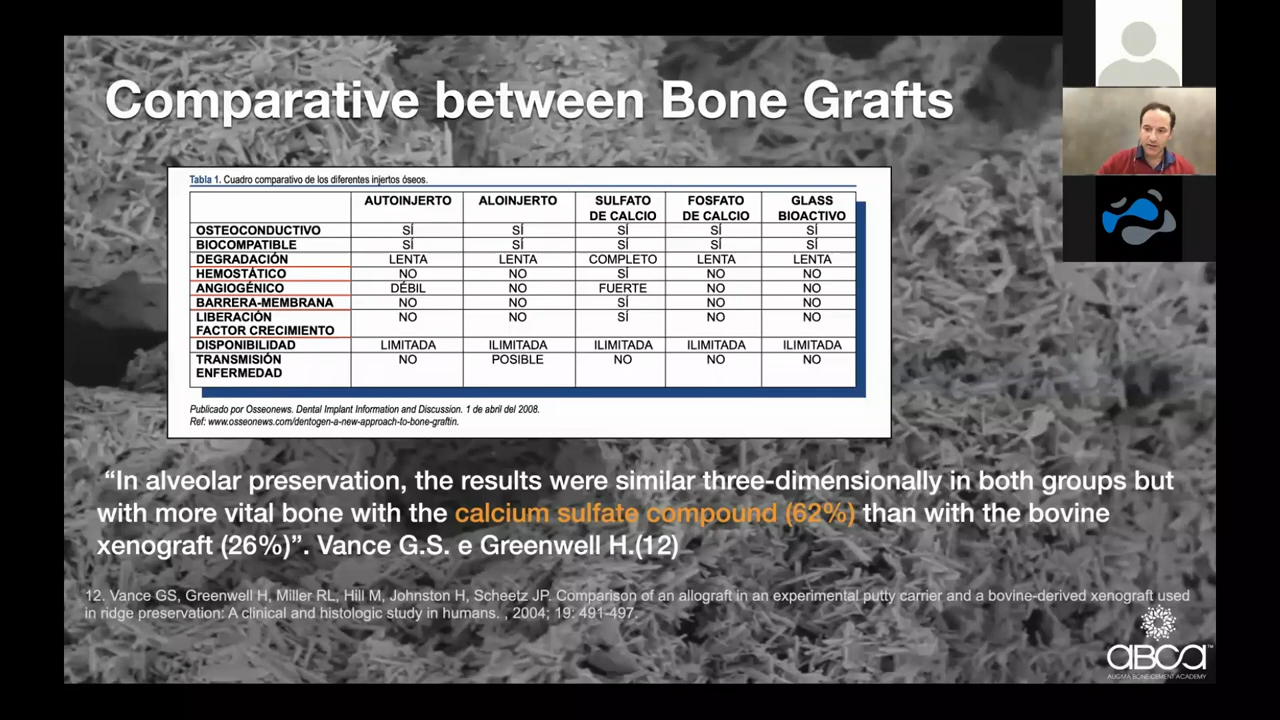 Comparative between Bone Grafts
Tabla 1. Cuadro comparativo de los diferentes injertos óseos.
AUTOINJERTO ALOINJERTO SULFATO DE CALCIO FOSFATO DE CALCIO GLASS BIOACTIVO
OSTEOCONDUCTIVO SÍ SÍ SÍ SÍ SÍ
BIOCOMPATIBLE SÍ SÍ SÍ SÍ SÍ
DEGRADACIÓN LENTA LENTA COMPLETO LENTA LENTA
HEMOSTÁTICO NO NO SÍ NO NO
ANGIOGÉNICO DÉBIL NO FUERTE NO NO
BARRERA-MEMBRANA NO NO SÍ NO NO
LIBERACIÓN FACTOR CRECIMIENTO NO NO SÍ NO NO
DISPONIBILIDAD LIMITADA ILIMITADA ILIMITADA ILIMITADA ILIMITADA
TRANSMISIÓN ENFERMEDAD NO POSIBLE NO NO NO
Publicado por Osseonews. Dental Implant Information and Discussion. 1 de abril del 2008.
Ref: www.osseonews.com/dentogen-a-new-approach-to-bone-graftin.
“In alveolar preservation, the results were similar three-dimensionally in both groups but
with more vital bone with the calcium sulfate compound (62%) than with the bovine
xenograft (26%)”. Vance G.S. e Greenwell H.(12)
12. Vance GS, Greenwell H, Miller RL, Hill M, Johnston H, Scheetz JP. Comparison of an allograft in an experimental putty carrier and a bovine-derived xenograft used
in ridge preservation: A clinical and histologic study in humans. , 2004; 19: 491-497.
abca™
AUGMA BONE CEMENT ACADEMY